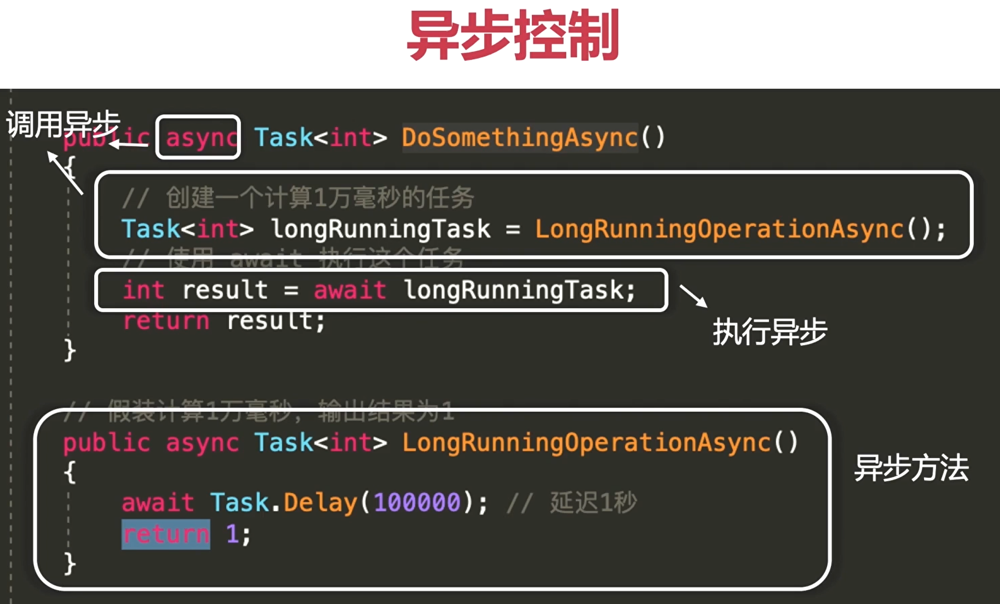 异步控制
调用异步
public async Task<int> DoSomethingAsync()
{
// 创建一个计算1万毫秒的任务
Task<int> longRunningTask = LongRunningOperationAsync();
// 使用 await 执行这个任务
int result = await longRunningTask;
return result;
执行异步
}
// 假装计算1万毫秒，输出结果为1
public async Task<int> LongRunningOperationAsync()
{
异步方法
await Task.Delay(100000); // 延迟1秒
return 1;
}